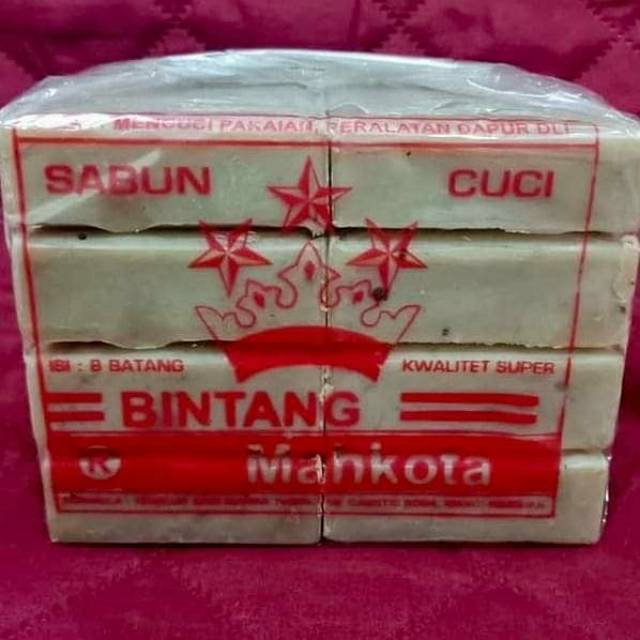 MENCUCI PAKAIAN, PERALATAN DAPUR DLL
SABUN CUCI
ISI : 8 BATANG KWALITET SUPER
BINTANG
K Mahkota